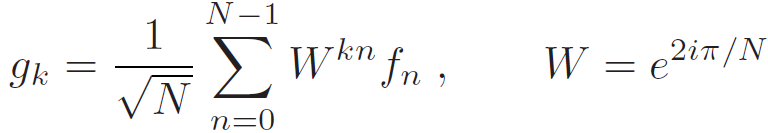 g_k = \frac{1}{\sqrt{N}} \sum_{n=0}^{N-1} W^{kn} f_n , \qquad W = e^{2i\pi/N}